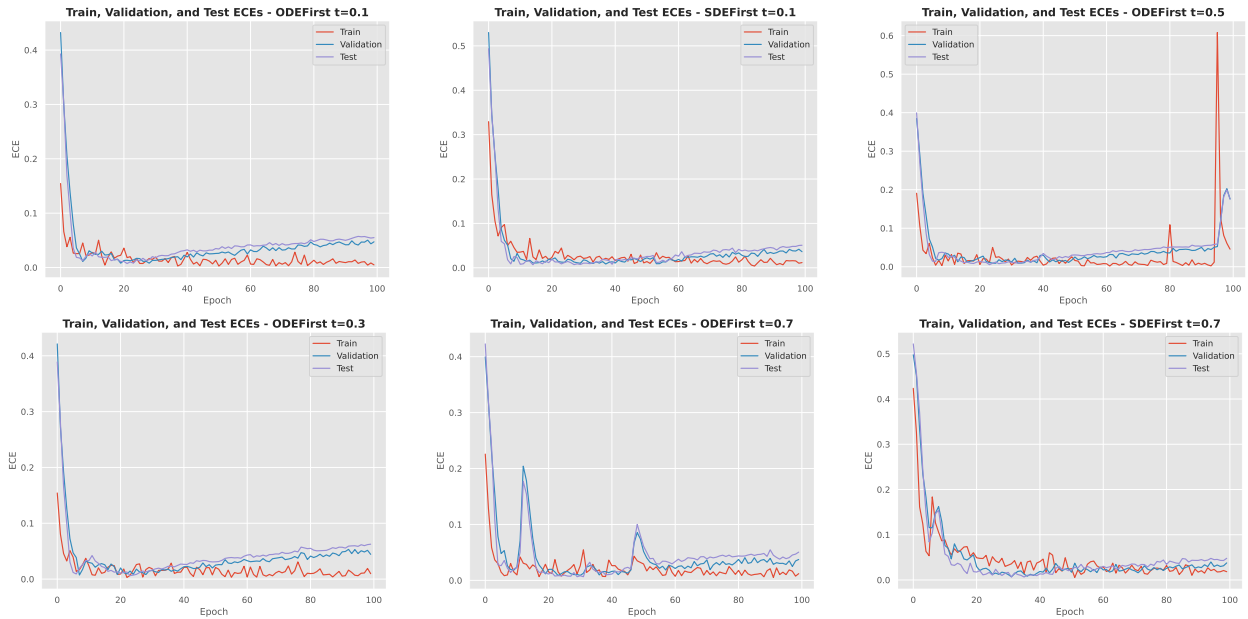 Train, Validation, and Test ECEs - ODEFirst t=0.1
Train
Validation
Test
ECE
0.4
0.3
0.2
0.1
0.0
0 20 40 60 80 100
Epoch
Train, Validation, and Test ECEs - SDEFirst t=0.1
Train
Validation
Test
ECE
0.5
0.4
0.3
0.2
0.1
0.0
0 20 40 60 80 100
Epoch
Train, Validation, and Test ECEs - ODEFirst t=0.5
Train
Validation
Test
ECE
0.6
0.5
0.4
0.3
0.2
0.1
0.0
0 20 40 60 80 100
Epoch
Train, Validation, and Test ECEs - ODEFirst t=0.3
Train
Validation
Test
ECE
0.4
0.3
0.2
0.1
0.0
0 20 40 60 80 100
Epoch
Train, Validation, and Test ECEs - ODEFirst t=0.7
Train
Validation
Test
ECE
0.4
0.3
0.2
0.1
0.0
0 20 40 60 80 100
Epoch
Train, Validation, and Test ECEs - SDEFirst t=0.7
Train
Validation
Test
ECE
0.5
0.4
0.3
0.2
0.1
0.0
0 20 40 60 80 100
Epoch